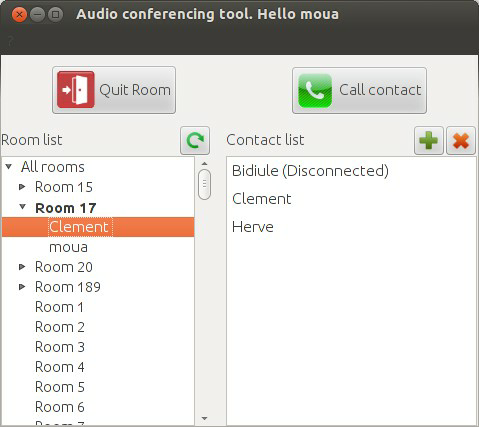 Audio conferencing tool. Hello moua
?
Quit Room
Call contact
Room list
Contact list
All rooms
Room 15
Room 17
Clement
moua
Room 20
Room 189
Room 1
Room 2
Room 3
Room 4
Room 5
Room 6
Room 7
Bidiule (Disconnected)
Clement
Herve